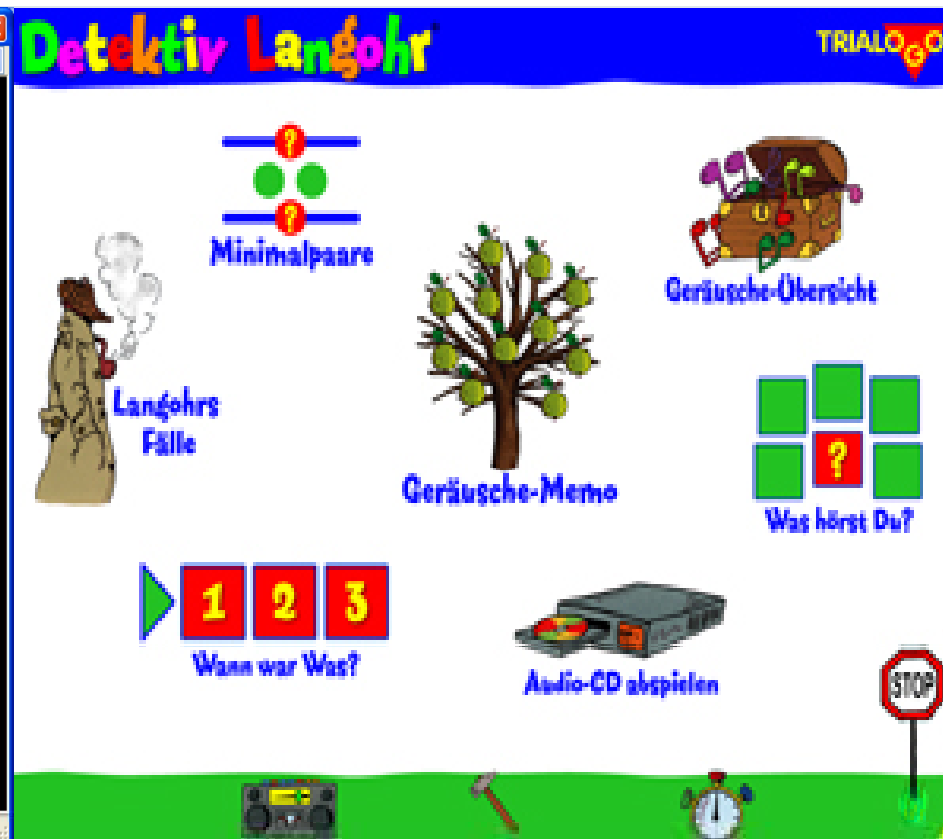 Detektiv Langohr
TRIALOGO
?
?
Minimalpaare
Geräusche-Übersicht
Langohrs
Fälle
Geräusche-Memo
?
Was hörst Du?
1 2 3
Wann war Was?
Audio-CD abspielen
STOP